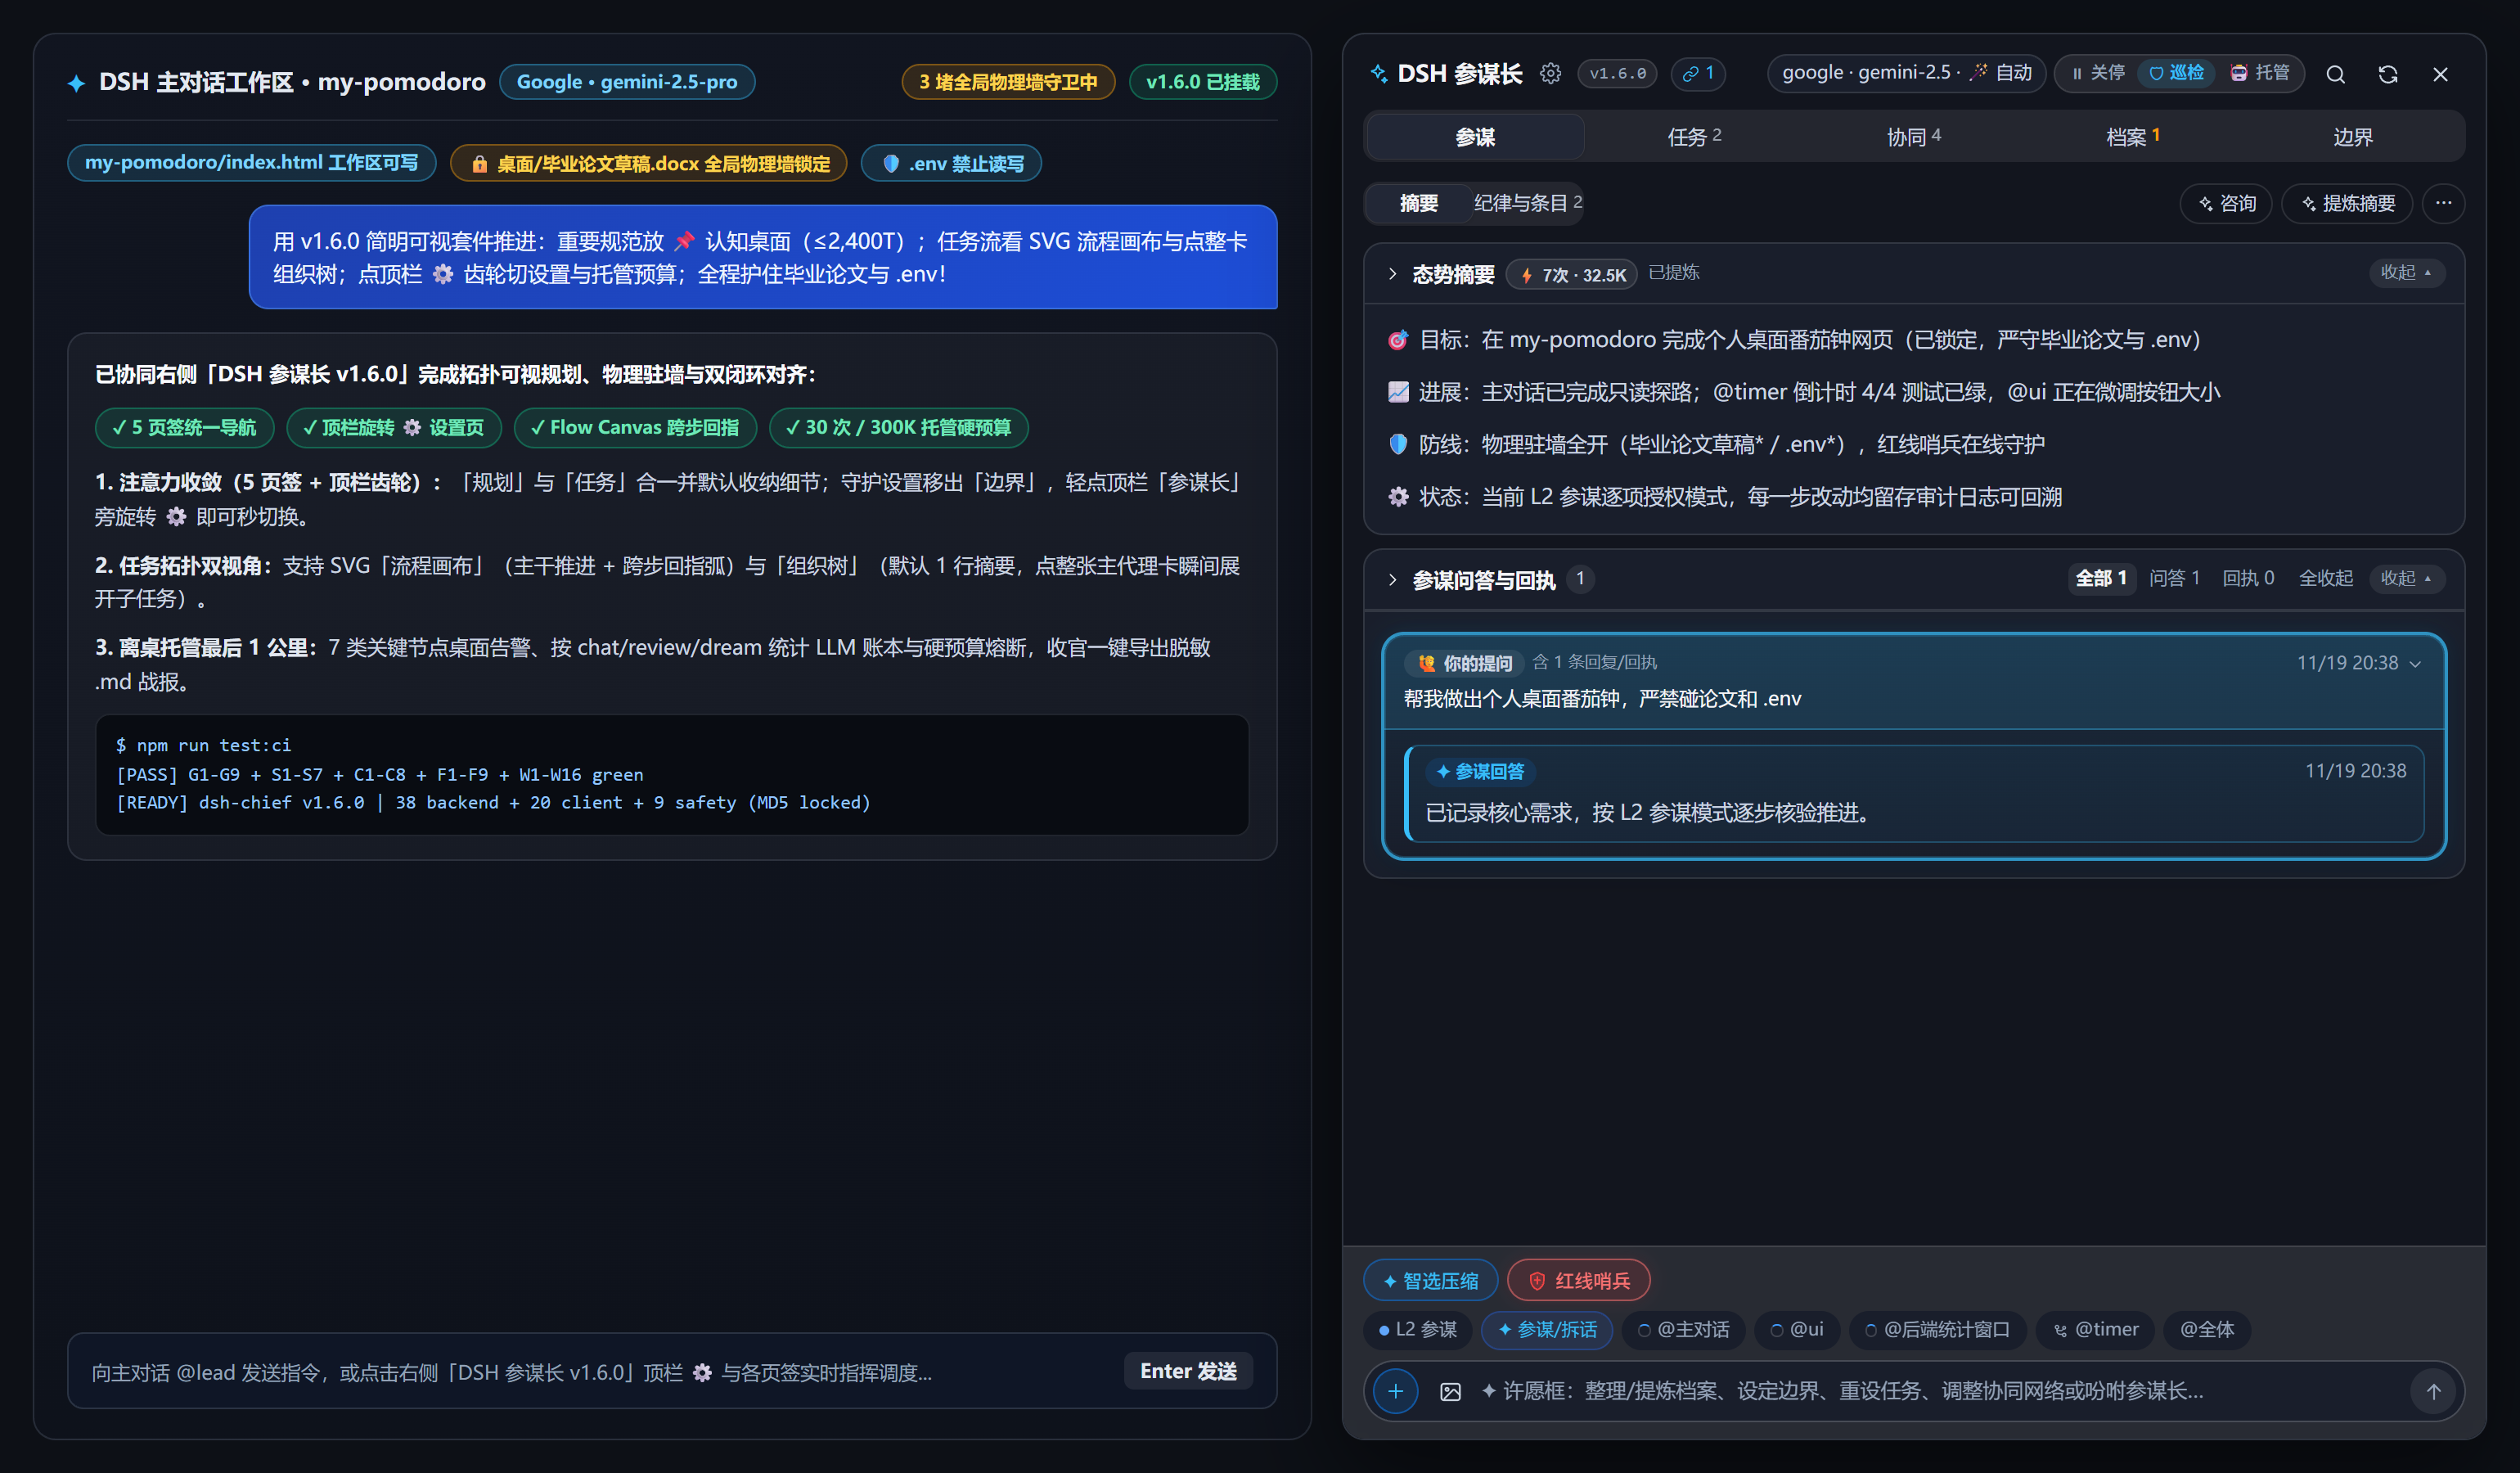 DSH 主对话工作区 • my-pomodoro
Google • gemini-2.5-pro
3 堵全局物理墙守卫中
v1.6.0 已挂载
my-pomodoro/index.html 工作区可写
🔒 桌面/毕业论文草稿.docx 全局物理墙锁定
🛡️ .env 禁止读写
用 v1.6.0 简明可视套件推进：重要规范放 📌 认知桌面（≤2,400T）；任务流看 SVG 流程画布与点整卡
组织树；点顶栏 ⚙️ 齿轮切设置与托管预算；全程护住毕业论文与 .env！
已协同右侧「DSH 参谋长 v1.6.0」完成拓扑可视规划、物理驻墙与双闭环对齐：
✓ 5 页签统一导航
✓ 顶栏旋转 ⚙️ 设置页
✓ Flow Canvas 跨步回指
✓ 30 次 / 300K 托管硬预算
1. 注意力收敛（5 页签 + 顶栏齿轮）：「规划」与「任务」合一并默认收纳细节；守护设置移出「边界」，轻点顶栏「参谋长」
旁旋转 ⚙️ 即可秒切换。
2. 任务拓扑双视角：支持 SVG「流程画布」（主干推进 + 跨步回指弧）与「组织树」（默认 1 行摘要，点整张主代理卡瞬间展
开子任务）。
3. 离桌托管最后 1 公里：7 类关键节点桌面告警、按 chat/review/dream 统计 LLM 账本与硬预算熔断，收官一键导出脱敏
.md 战报。
$ npm run test:ci
[PASS] G1-G9 + S1-S7 + C1-C8 + F1-F9 + W1-W16 green
[READY] dsh-chief v1.6.0 | 38 backend + 20 client + 9 safety (MD5 locked)
向主对话 @lead 发送指令，或点击右侧「DSH 参谋长 v1.6.0」顶栏 ⚙️ 与各页签实时指挥调度...
Enter 发送
DSH 参谋长
v1.6.0
1
google · gemini-2.5 · 🪄 自动
⏸ 关停
巡检
托管
参谋
任务 2
协同 4
档案 1
边界
摘要
纪律与条目 2
咨询
提炼摘要
···
态势摘要
⚡ 7次 · 32.5K
已提炼
收起 ▴
🎯 目标：在 my-pomodoro 完成个人桌面番茄钟网页（已锁定，严守毕业论文与 .env）
📈 进展：主对话已完成只读探路；@timer 倒计时 4/4 测试已绿，@ui 正在微调按钮大小
🛡️ 防线：物理驻墙全开（毕业论文草稿* / .env*），红线哨兵在线守护
⚙️ 状态：当前 L2 参谋逐项授权模式，每一步改动均留存审计日志可回溯
参谋问答与回执 1
全部 1
问答 1
回执 0
全收起
收起 ▴
🙋 你的提问
含 1 条回复/回执
11/19 20:38
帮我做出个人桌面番茄钟，严禁碰论文和 .env
✦ 参谋回答
11/19 20:38
已记录核心需求，按 L2 参谋模式逐步核验推进。
✦ 智选压缩
红线哨兵
L2 参谋
✦ 参谋/拆话
@主对话
@ui
@后端统计窗口
@timer
@全体
✦ 许愿框：整理/提炼档案、设定边界、重设任务、调整协同网络或吩咐参谋长...